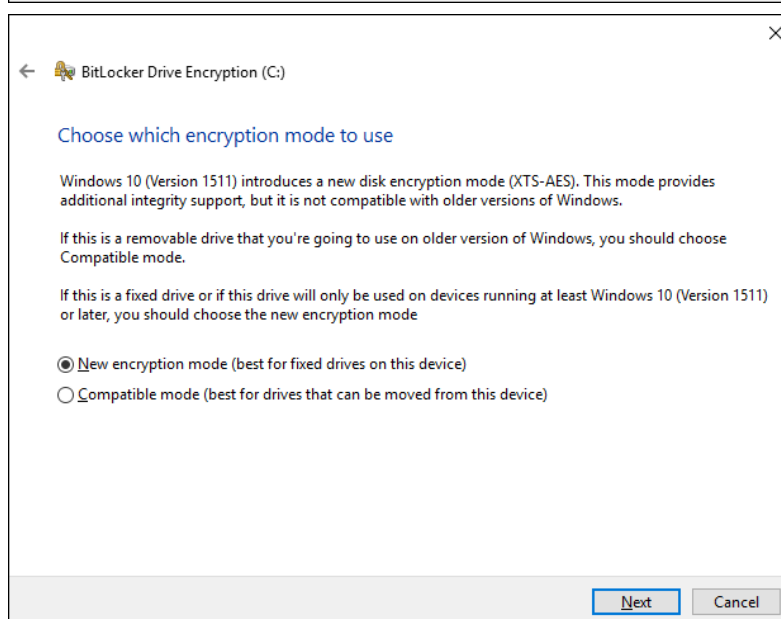 BitLocker Drive Encryption (C:)
Choose which encryption mode to use
Windows 10 (Version 1511) introduces a new disk encryption mode (XTS-AES). This mode provides
additional integrity support, but it is not compatible with older versions of Windows.
If this is a removable drive that you're going to use on older version of Windows, you should choose
Compatible mode.
If this is a fixed drive or if this drive will only be used on devices running at least Windows 10 (Version 1511)
or later, you should choose the new encryption mode
New encryption mode (best for fixed drives on this device)
Compatible mode (best for drives that can be moved from this device)
Next Cancel